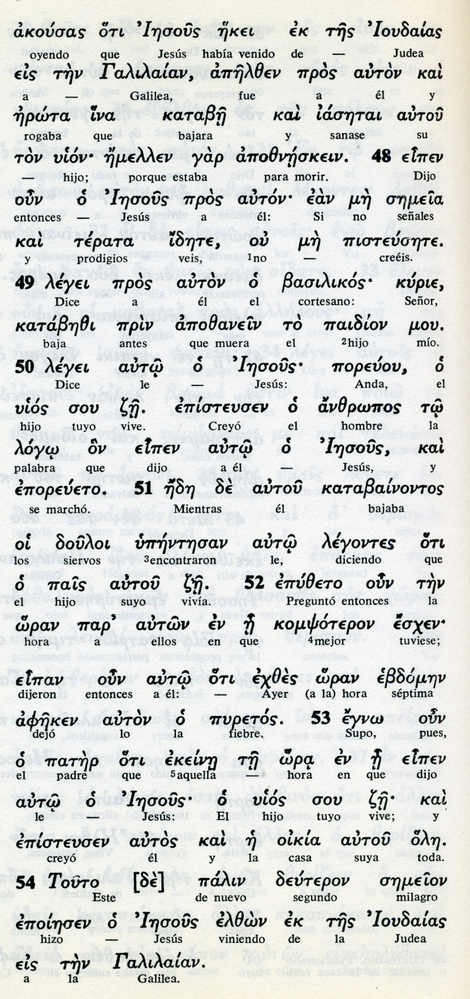 ἀκούσας ὅτι Ἰησοῦς ἥκει ἐκ τῆς Ἰουδαίας
oyendo que Jesús había venido de — Judea
εἰς τὴν Γαλιλαίαν, ἀπῆλθεν πρὸς αὐτὸν καὶ
a — Galilea, fue a él y
ἠρώτα ἵνα καταβῇ καὶ ἰάσηται αὐτοῦ
rogaba que bajara y sanase su
τὸν υἱόν· ἤμελλεν γὰρ ἀποθνῄσκειν. 48 εἶπεν
— hijo; porque estaba para morir. Dijo
οὖν ὁ Ἰησοῦς πρὸς αὐτόν· ἐὰν μὴ σημεῖα
entonces — Jesús a él: Si no señales
καὶ τέρατα ἴδητε, οὐ μὴ πιστεύσητε.
y prodigios veis, 1no — creéis.
49 λέγει πρὸς αὐτὸν ὁ βασιλικός· κύριε,
Dice a él el cortesano: Señor,
κατάβηθι πρὶν ἀποθανεῖν τὸ παιδίον μου.
baja antes que muera el 2hijo mío.
50 λέγει αὐτῷ ὁ Ἰησοῦς· πορεύου, ὁ
Dice le — Jesús: Anda, el
υἱός σου ζῇ. ἐπίστευσεν ὁ ἄνθρωπος τῷ
hijo tuyo vive. Creyó el hombre la
λόγῳ ὃν εἶπεν αὐτῷ ὁ Ἰησοῦς, καὶ
palabra que dijo a él — Jesús, y
ἐπορεύετο. 51 ἤδη δὲ αὐτοῦ καταβαίνοντος
se marchó. Mientras él bajaba
οἱ δοῦλοι ὑπήντησαν αὐτῷ λέγοντες ὅτι
los siervos 3encontraron le, diciendo que
ὁ παῖς αὐτοῦ ζῇ. 52 ἐπύθετο οὖν τὴν
el hijo suyo vivía. Preguntó entonces la
ὥραν παρ' αὐτῶν ἐν ᾗ κομψότερον ἔσχεν·
hora a ellos en que 4mejor tuviese;
εἶπαν οὖν αὐτῷ ὅτι ἐχθὲς ὥραν ἑβδόμην
dijeron entonces a él: — Ayer (a la) hora séptima
ἀφῆκεν αὐτὸν ὁ πυρετός. 53 ἔγνω οὖν
dejó lo la fiebre. Supo, pues,
ὁ πατὴρ ὅτι ἐκείνῃ τῇ ὥρᾳ ἐν ᾗ εἶπεν
el padre que 5aquella — hora en que dijo
αὐτῷ ὁ Ἰησοῦς· ὁ υἱός σου ζῇ· καὶ
le — Jesús: El hijo tuyo vive; y
ἐπίστευσεν αὐτὸς καὶ ἡ οἰκία αὐτοῦ ὅλη.
creyó él y la casa suya toda.
54 Τοῦτο [δὲ] πάλιν δεύτερον σημεῖον
Este de nuevo segundo milagro
ἐποίησεν ὁ Ἰησοῦς ἐλθὼν ἐκ τῆς Ἰουδαίας
hizo — Jesús viniendo de la Judea
εἰς τὴν Γαλιλαίαν.
a la Galilea.